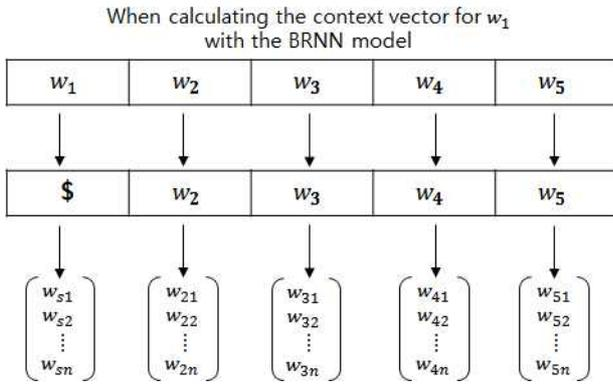 When calculating the context vector for w₁
with the BRNN model
w₁ w₂ w₃ w₄ w₅
$ w₂ w₃ w₄ w₅
wₛ₁ w₂₁ w₃₁ w₄₁ w₅₁
wₛ₂ w₂₂ w₃₂ w₄₂ w₅₂
⋮ ⋮ ⋮ ⋮ ⋮
wₛₙ w₂ₙ w₃ₙ w₄ₙ w₅ₙ